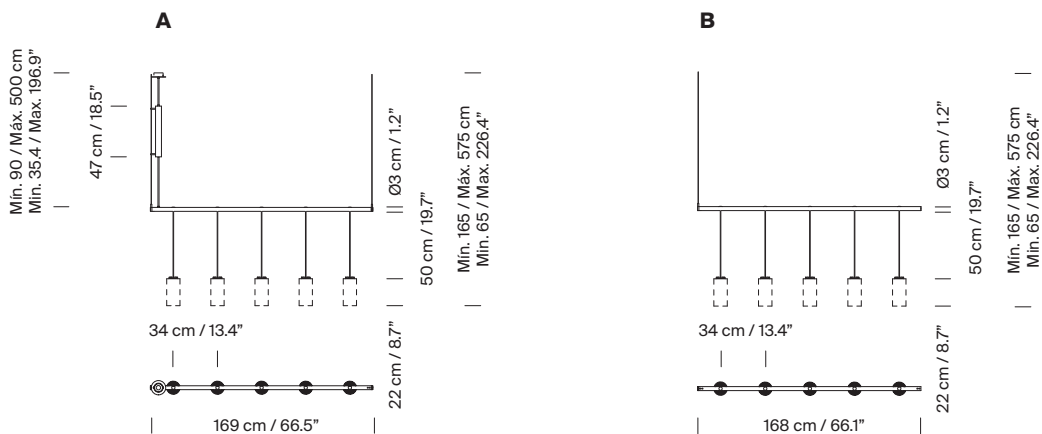 A
Mín. 90 / Máx. 500 cm
Min. 35.4 / Max. 196.9”
47 cm / 18.5”
Ø3 cm / 1.2”
50 cm / 19.7”
Mín. 165 / Máx. 575 cm
Min. 65 / Max. 226.4”
34 cm / 13.4”
22 cm / 8.7”
169 cm / 66.5”
B
Ø3 cm / 1.2”
50 cm / 19.7”
Mín. 165 / Máx. 575 cm
Min. 65 / Max. 226.4”
34 cm / 13.4”
22 cm / 8.7”
168 cm / 66.1”